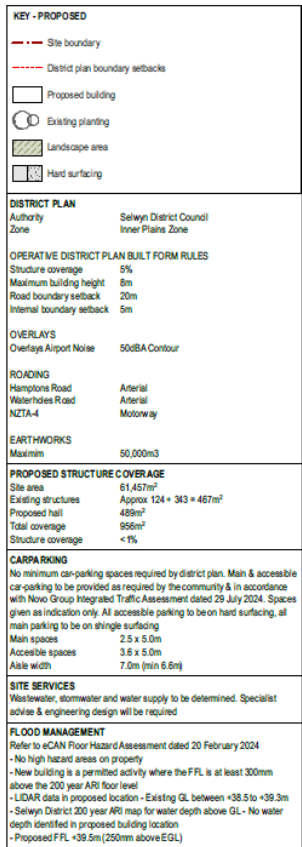 KEY - PROPOSED
Site boundary
District plan boundary setbacks
Proposed building
Existing planting
Landscape area
Hard surfacing
DISTRICT PLAN
Authority Selwyn District Council
Zone Inner Plains Zone
OPERATIVE DISTRICT PLAN BUILT FORM RULES
Structure coverage 5%
Maximum building height 8m
Road boundary setback 20m
Internal boundary setback 5m
OVERLAYS
Overlays Airport Noise 50dBA Contour
ROADING
Hamptons Road Arterial
Waterholes Road Arterial
NZTA-4 Motorway
EARTHWORKS
Maximim 50,000m3
PROPOSED STRUCTURE COVERAGE
Site area 61,457m²
Existing structures Approx 124 + 343 = 467m²
Proposed hall 489m²
Total coverage 956m²
Structure coverage <1%
CARPARKING
No minimum car-parking spaces required by district plan. Main & accessible
car-parking to be provided as required by the community & in accordance
with Novo Group Integrated Traffic Assessment dated 29 July 2024. Spaces
given as indication only. All accessible parking to be on hard surfacing, all
main parking to be on shingle surfacing
Main spaces 2.5 x 5.0m
Accesible spaces 3.6 x 5.0m
Aisle width 7.0m (min 6.6m)
SITE SERVICES
Wastewater, stormwater and water supply to be determined. Specialist
advise & engineering design will be required
FLOOD MANAGEMENT
Refer to eCAN Floor Hazard Assessment dated 20 February 2024
- No high hazard areas on property
- New building is a permitted activity where the FFL is at least 300mm
above the 200 year ARI floor level
- LIDAR data in proposed location - Existing GL between +38.5 to +39.3m
- Selwyn District 200 year ARI map for water depth above GL - No water
depth identified in proposed building location
- Proposed FFL +39.5m (250mm above EGL)